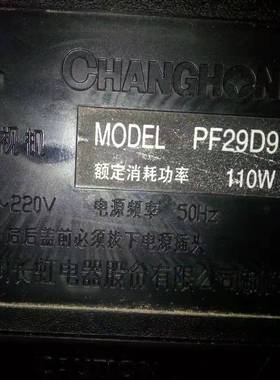 CHANGHON
机 机
MODEL PF29D9
额定消耗功率 110W
~220V 电源频率 50Hz
后后盖前必须拔下电源插头
长虹电器股份有限公司